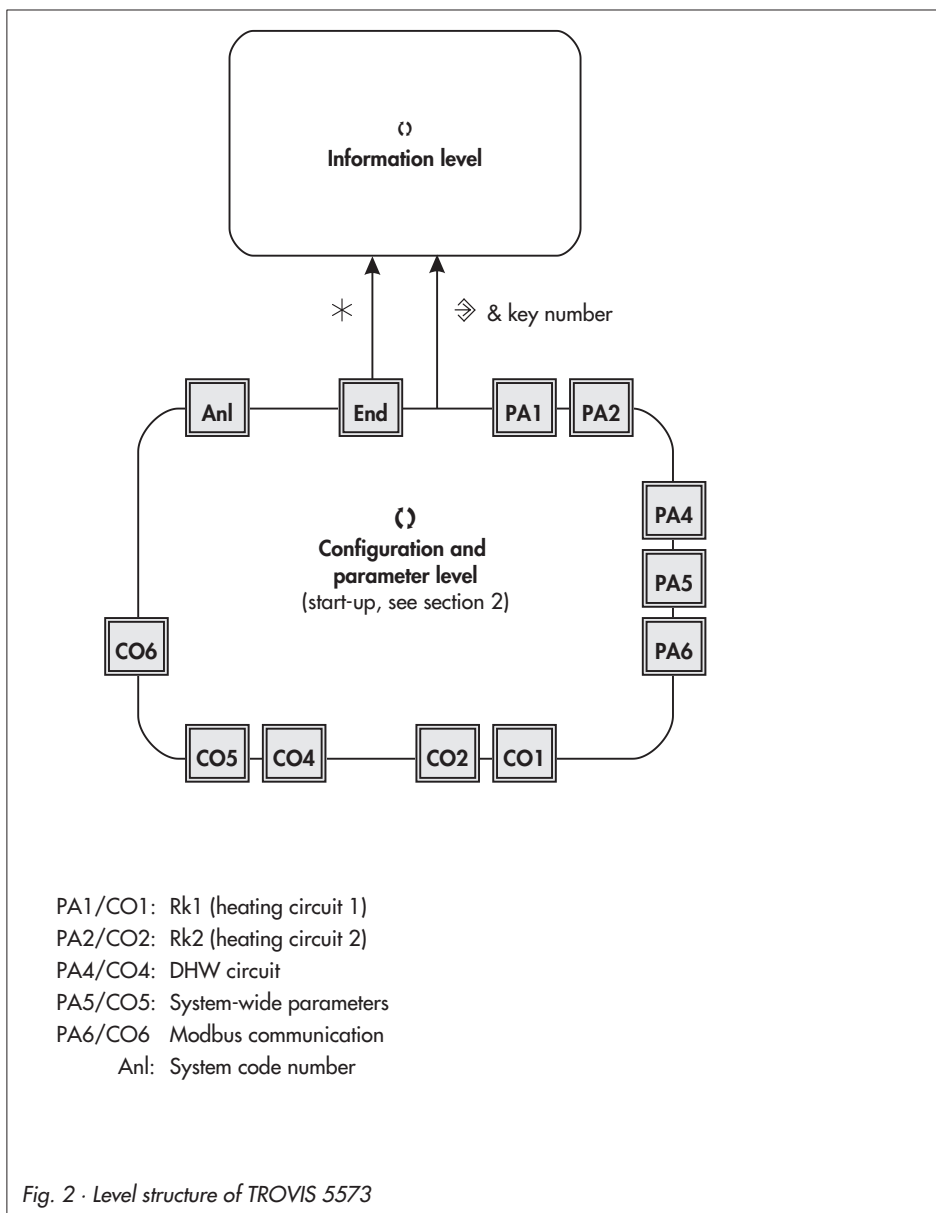 Information level
& key number
Anl
End
PA1
PA2
PA4
PA5
PA6
Configuration and
parameter level
(start-up, see section 2)
CO6
CO5
CO4
CO2
CO1
PA1/CO1: Rk1 (heating circuit 1)
PA2/CO2: Rk2 (heating circuit 2)
PA4/CO4: DHW circuit
PA5/CO5: System-wide parameters
PA6/CO6 Modbus communication
Anl: System code number
Fig. 2 · Level structure of TROVIS 5573